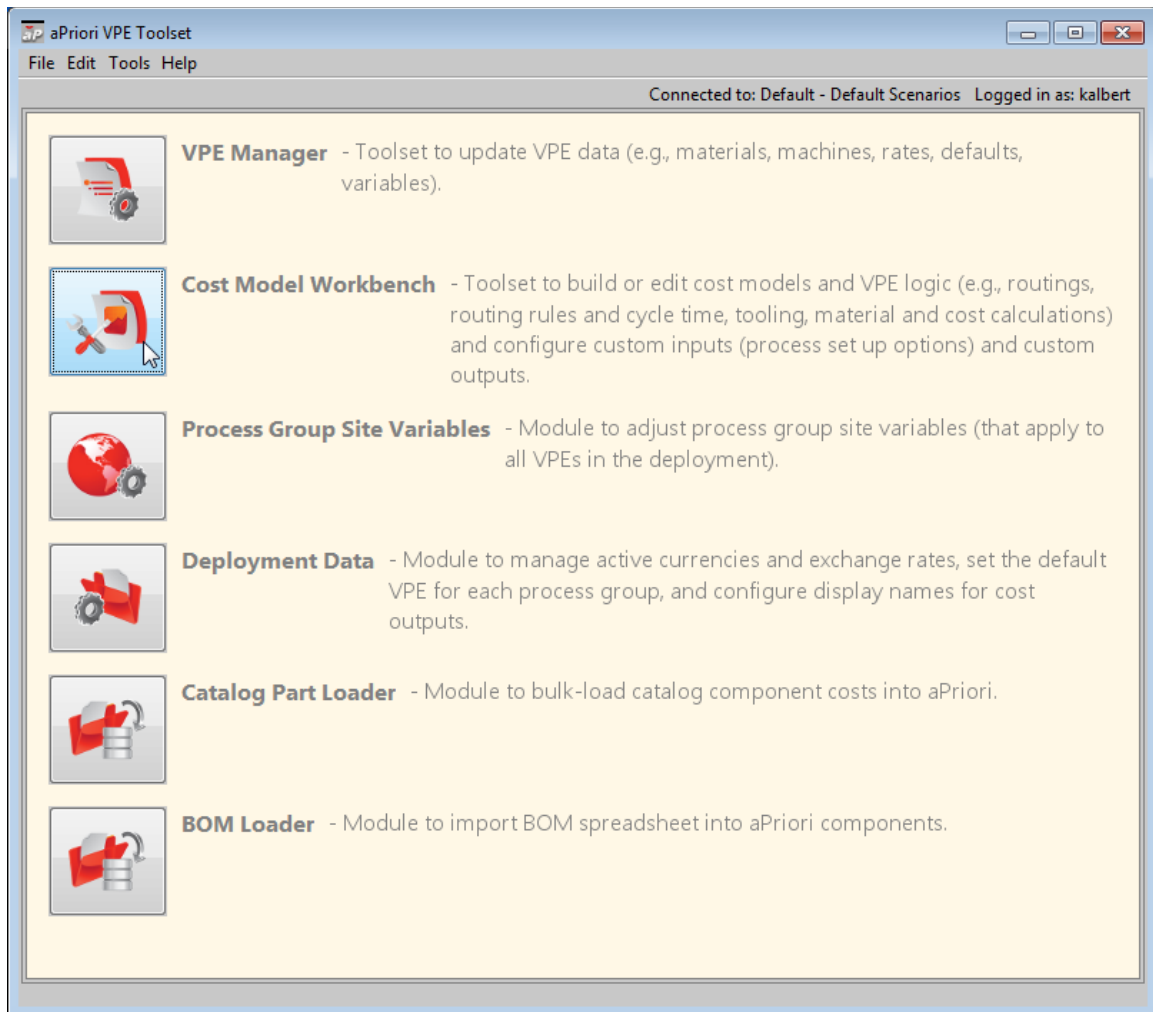 aP aPriori VPE Toolset
File Edit Tools Help
Connected to: Default - Default Scenarios Logged in as: kalbert
VPE Manager - Toolset to update VPE data (e.g., materials, machines, rates, defaults,
variables).
Cost Model Workbench - Toolset to build or edit cost models and VPE logic (e.g., routings,
routing rules and cycle time, tooling, material and cost calculations)
and configure custom inputs (process set up options) and custom
outputs.
Process Group Site Variables - Module to adjust process group site variables (that apply to
all VPEs in the deployment).
Deployment Data - Module to manage active currencies and exchange rates, set the default
VPE for each process group, and configure display names for cost
outputs.
Catalog Part Loader - Module to bulk-load catalog component costs into aPriori.
BOM Loader - Module to import BOM spreadsheet into aPriori components.